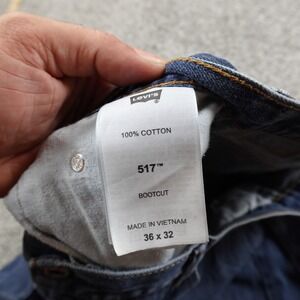 LEVI'S
100% COTTON
517™
BOOTCUT
MADE IN VIETNAM
36 x 32